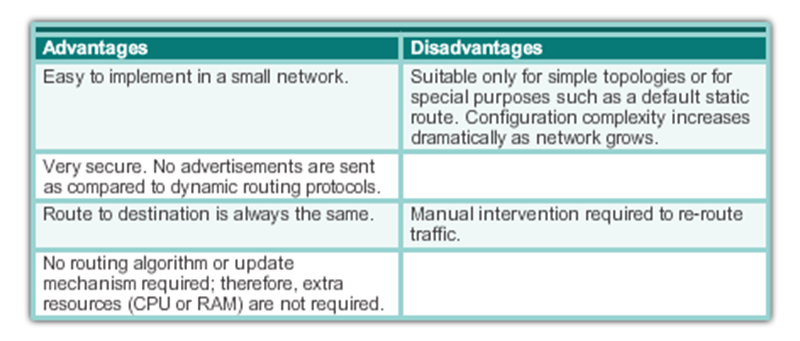 Advantages
Disadvantages
Easy to implement in a small network.
Suitable only for simple topologies or for
special purposes such as a default static
route. Configuration complexity increases
dramatically as network grows.
Very secure. No advertisements are sent
as compared to dynamic routing protocols.
Route to destination is always the same.
Manual intervention required to re-route
traffic.
No routing algorithm or update
mechanism required; therefore, extra
resources (CPU or RAM) are not required.